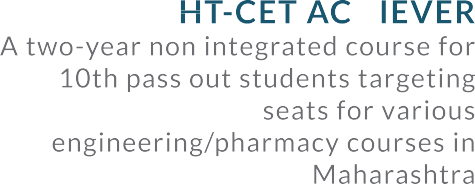 HT-CET AC IEVER
A two-year non integrated course for
10th pass out students targeting
seats for various
engineering/pharmacy courses in
Maharashtra